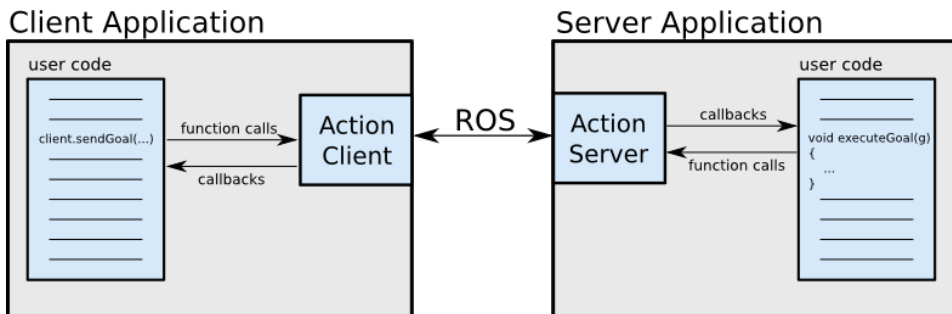 Client Application
user code
client.sendGoal(...)
function calls
callbacks
Action
Client
ROS
Server Application
Action
Server
callbacks
function calls
user code
void executeGoal(g)
{
...
}